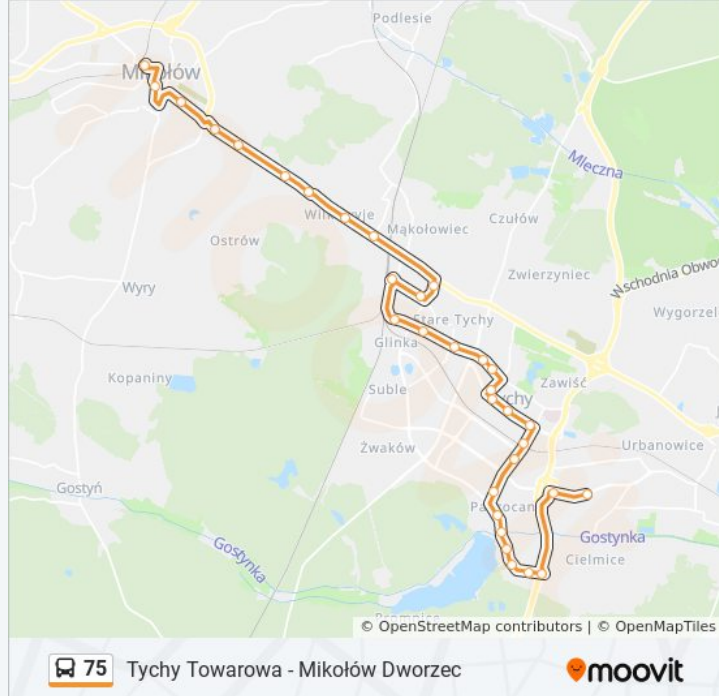 Podlesie
Mikołów
Mleczna
Wilkowyje
Mąkołowiec
Czułów
Ostrów
Zwierzyniec
Wyry
Wschodnia Obwo
Wygorzel
Stare Tychy
Glinka
Kopaniny
Suble
Zawiść
Tychy
Żwaków
Urbanowice
Gostyń
Paprocany
Gostynka
Cielmice
Gostynka
Promnice
© OpenStreetMap contributors | © OpenMapTiles
75 Tychy Towarowa - Mikołów Dworzec
moovit